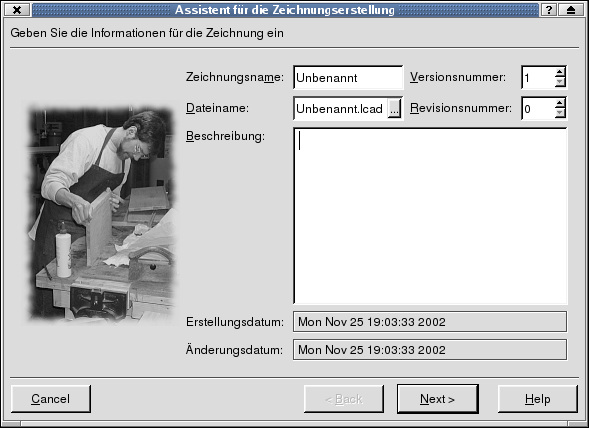 Assistent für die Zeichnungserstellung
Geben Sie die Informationen für die Zeichnung ein
Zeichnungsname: Unbenannt Versionsnummer: 1
Dateiname: Unbenannt.lcad ... Revisionsnummer: 0
Beschreibung:
Erstellungsdatum: Mon Nov 25 19:03:33 2002
Änderungsdatum: Mon Nov 25 19:03:33 2002
Cancel < Back Next > Help